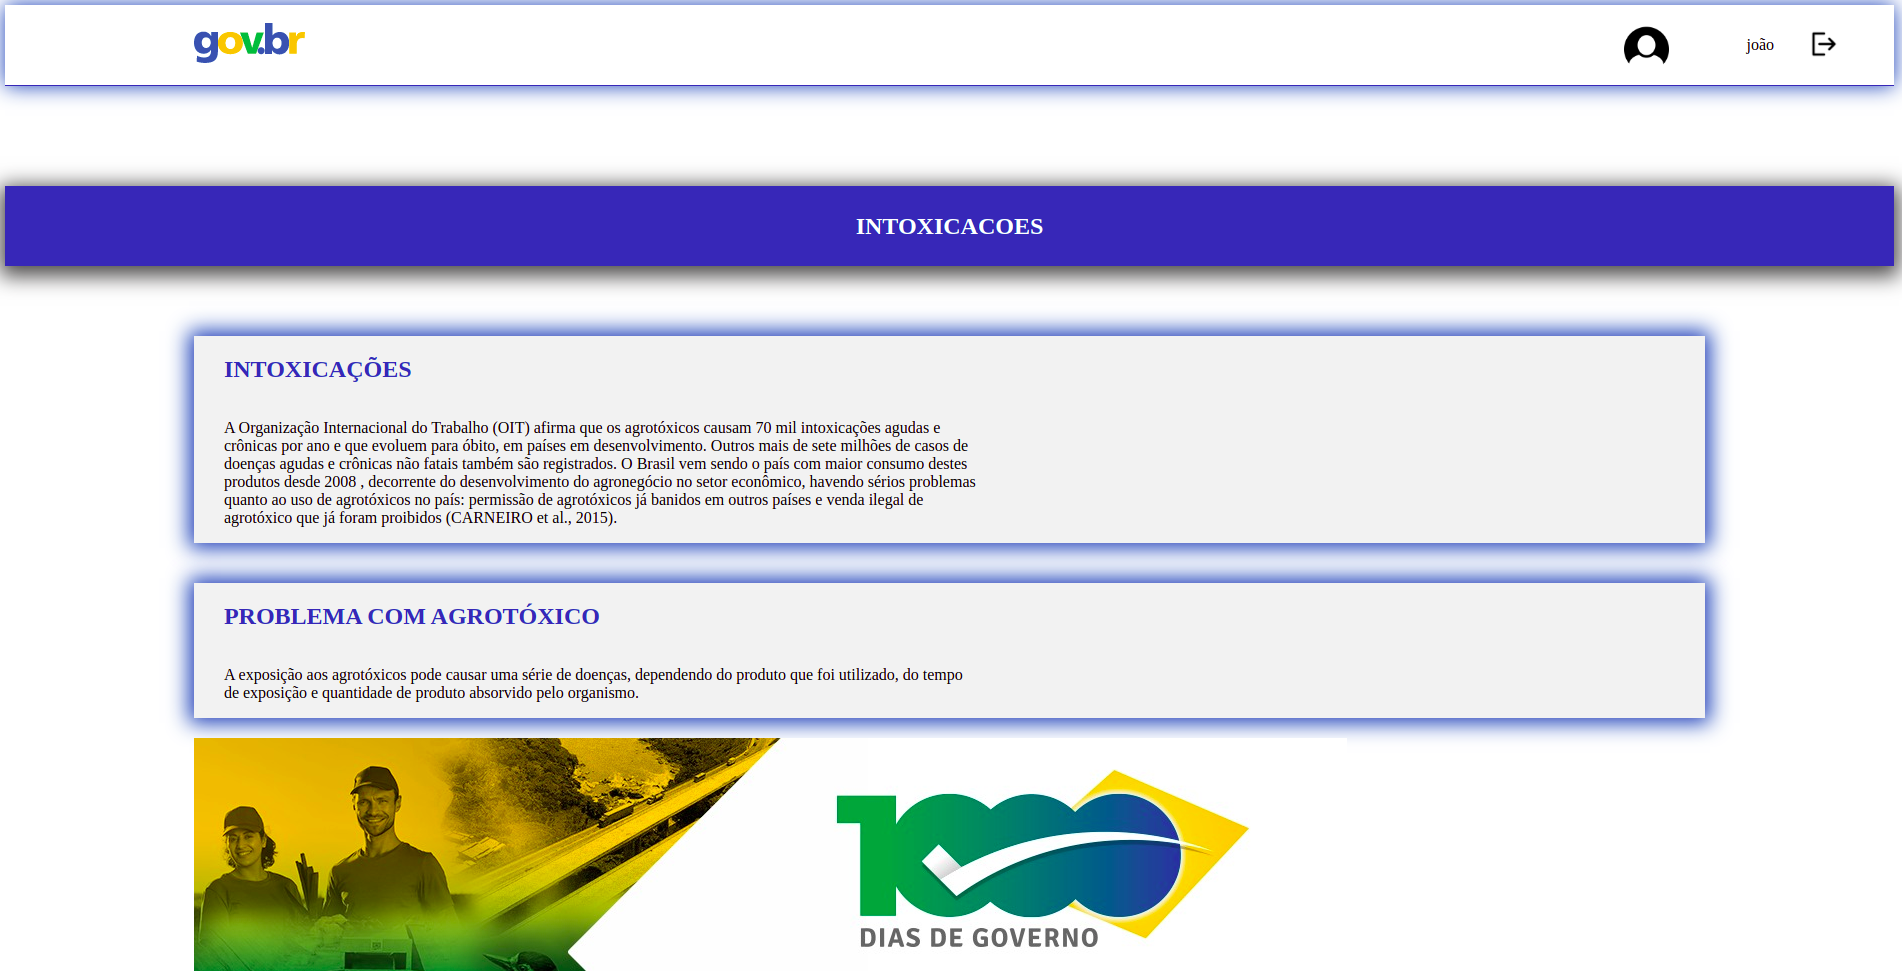 gov.br
joão
INTOXICACOES
INTOXICAÇÕES
A Organização Internacional do Trabalho (OIT) afirma que os agrotóxicos causam 70 mil intoxicações agudas e
crônicas por ano e que evoluem para óbito, em países em desenvolvimento. Outros mais de sete milhões de casos de
doenças agudas e crônicas não fatais também são registrados. O Brasil vem sendo o país com maior consumo destes
produtos desde 2008 , decorrente do desenvolvimento do agronegócio no setor econômico, havendo sérios problemas
quanto ao uso de agrotóxicos no país: permissão de agrotóxicos já banidos em outros países e venda ilegal de
agrotóxico que já foram proibidos (CARNEIRO et al., 2015).
PROBLEMA COM AGROTÓXICO
A exposição aos agrotóxicos pode causar uma série de doenças, dependendo do produto que foi utilizado, do tempo
de exposição e quantidade de produto absorvido pelo organismo.
1000
DIAS DE GOVERNO